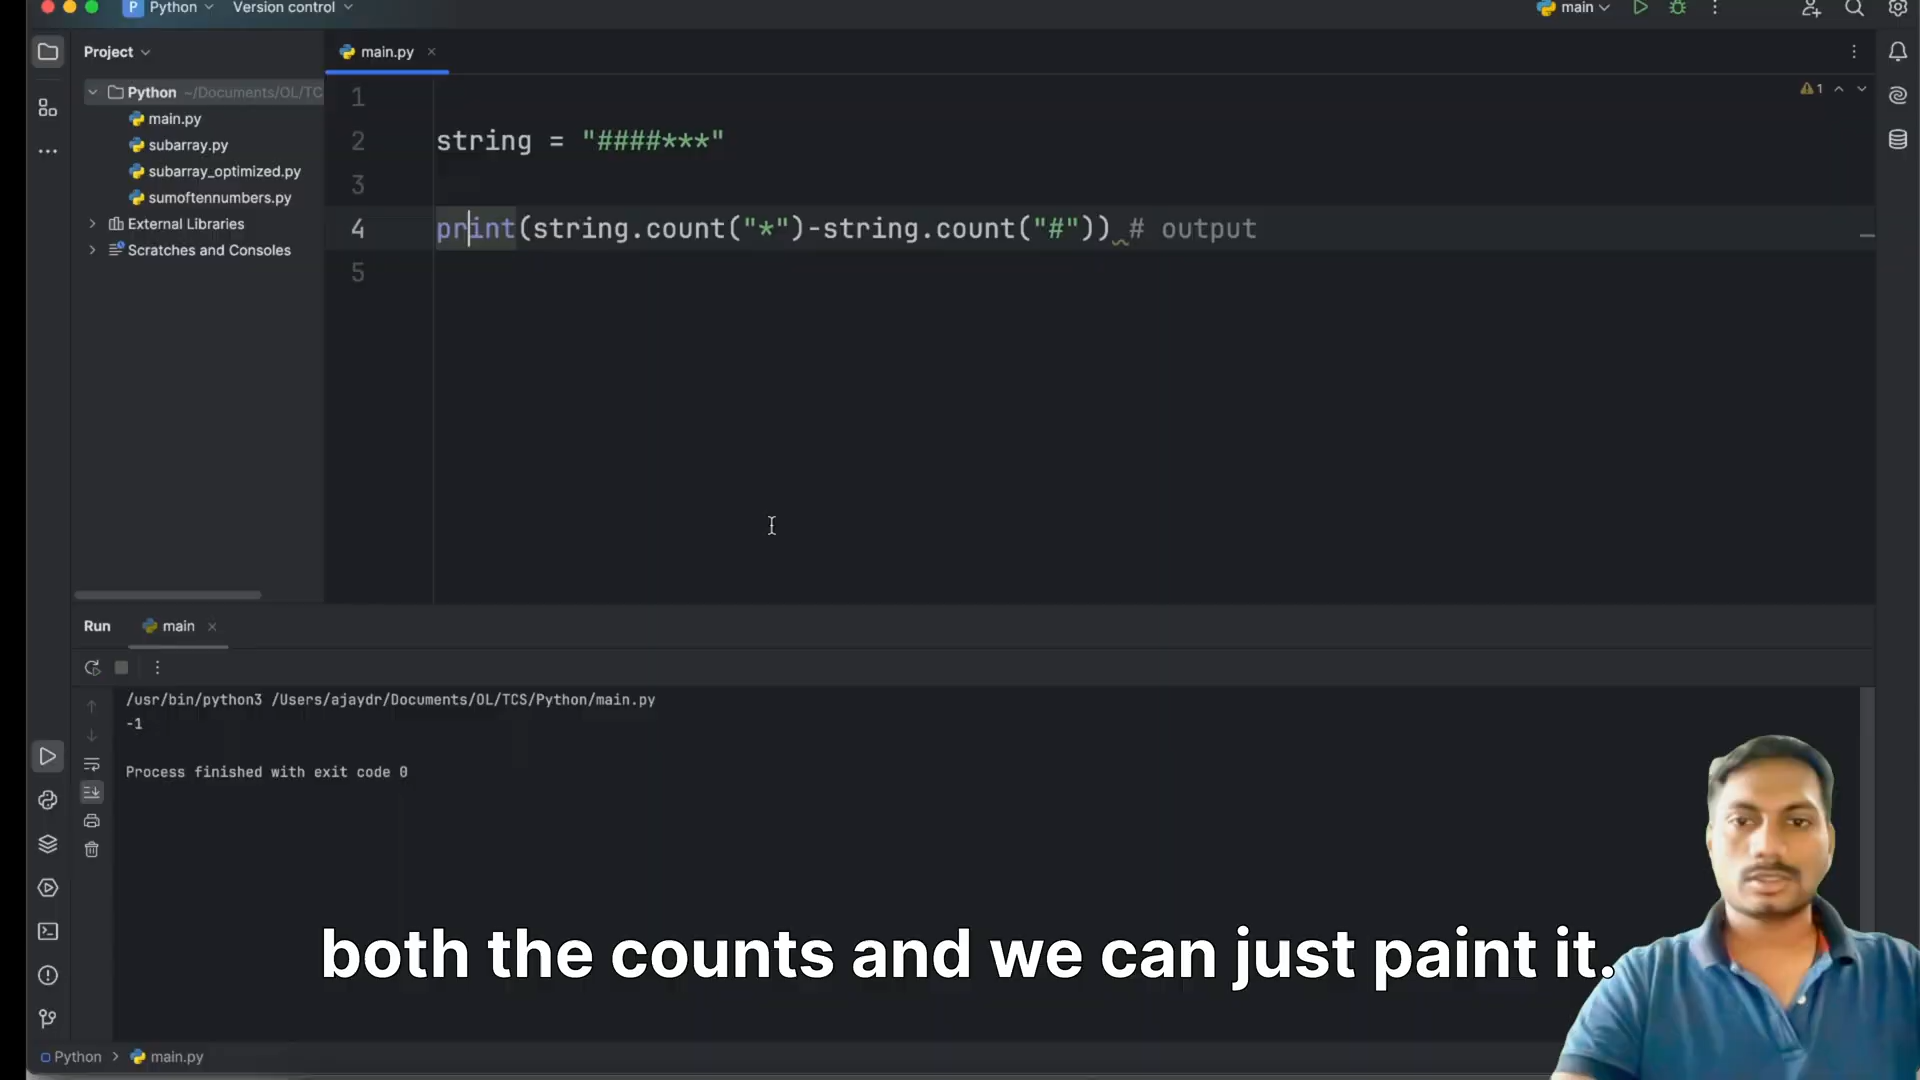 P Python Version control main
Project
main.py
Python ~/Documents/OL/TC
main.py
subarray.py
subarray_optimized.py
sumoftennumbers.py
External Libraries
Scratches and Consoles
1
1
2 string = "####***"
3
4 print(string.count("*")-string.count("#")) # output
5
Run main
/usr/bin/python3 /Users/ajaydr/Documents/OL/TCS/Python/main.py
-1
Process finished with exit code 0
both the counts and we can just paint it.
Python > main.py